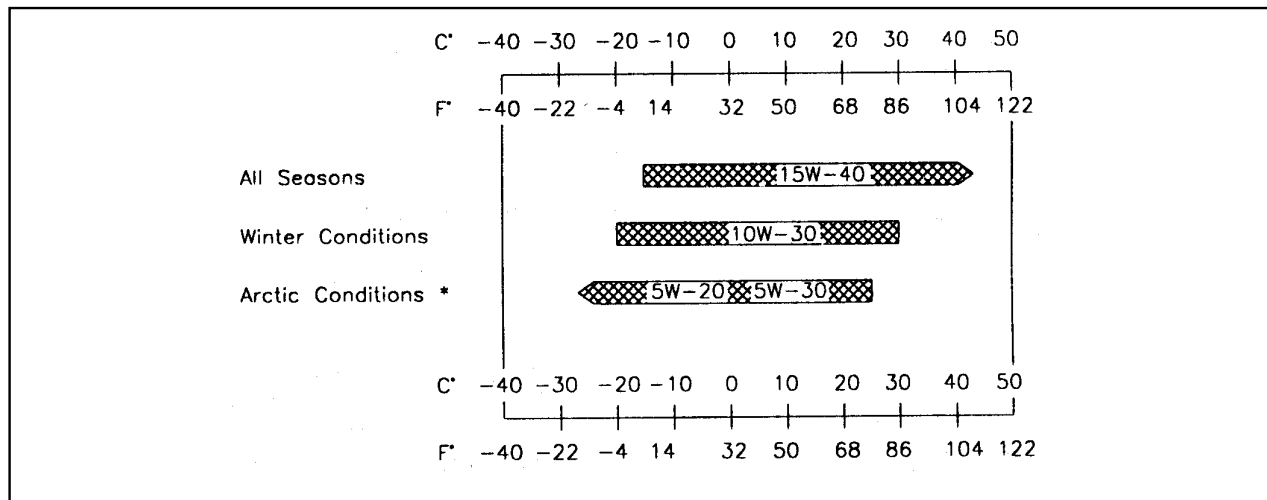 C° -40 -30 -20 -10 0 10 20 30 40 50
F° -40 -22 -4 14 32 50 68 86 104 122
All Seasons 15W-40
Winter Conditions 10W-30
Arctic Conditions * 5W-20 5W-30
C° -40 -30 -20 -10 0 10 20 30 40 50
F° -40 -22 -4 14 32 50 68 86 104 122